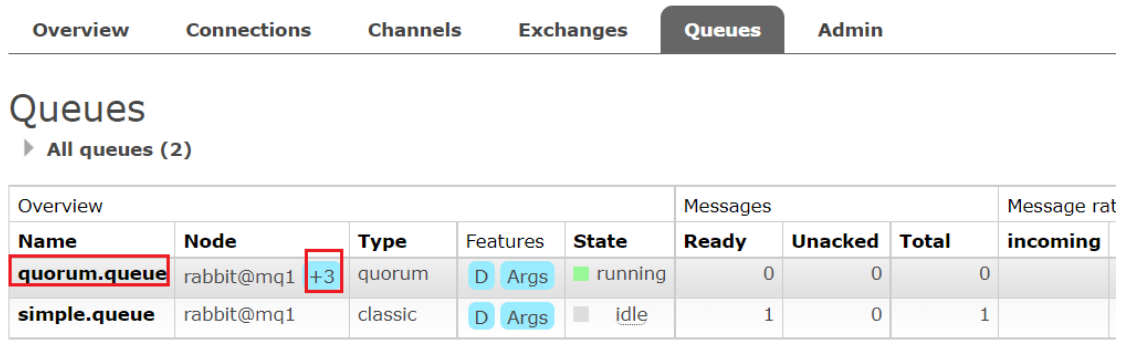 Overview Connections Channels Exchanges Queues Admin
Queues
All queues (2)
Overview Messages Message rat
Name Node Type Features State Ready Unacked Total incoming
quorum.queue rabbit@mq1 +3 quorum D Args running 0 0 0
simple.queue rabbit@mq1 classic D Args idle 1 0 1